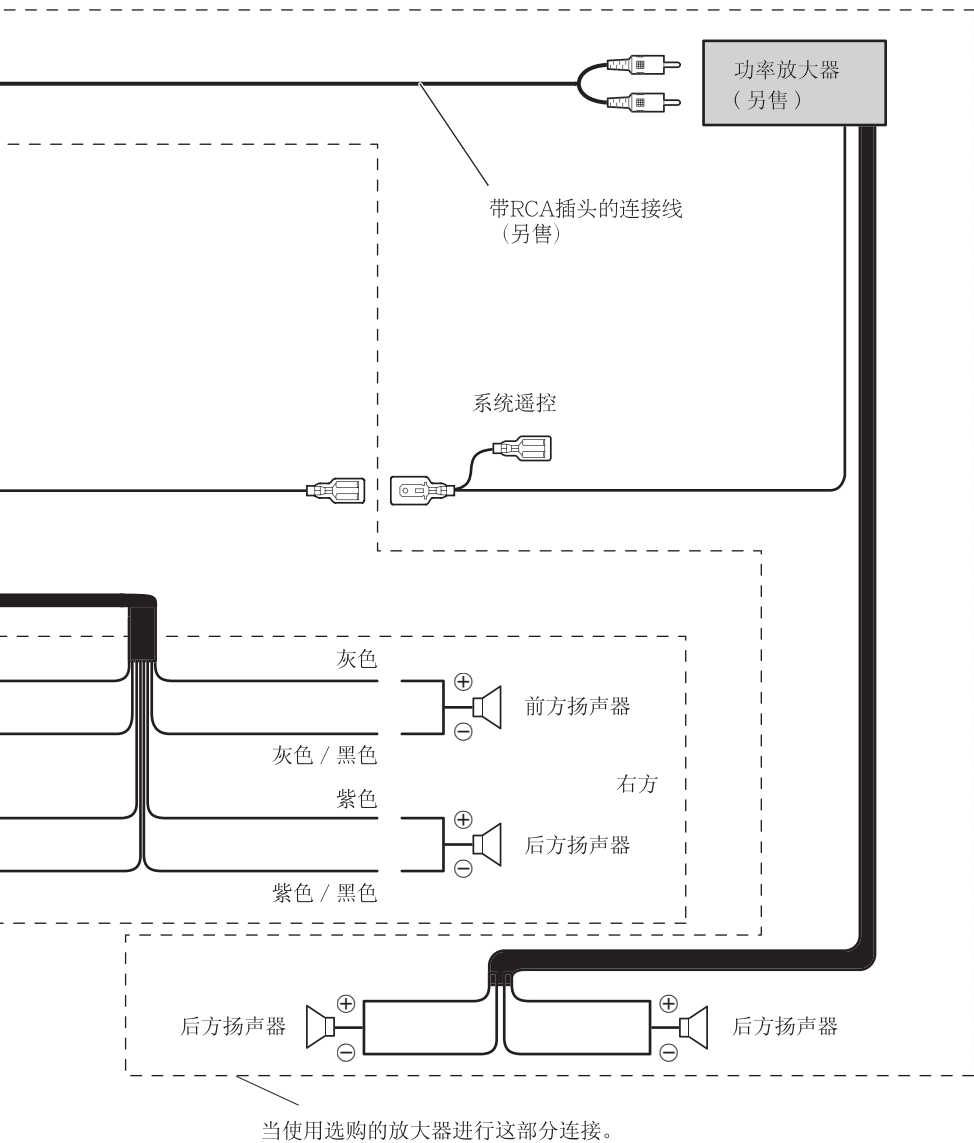 功率放大器
（另售）
带RCA插头的连接线
（另售）
系统遥控
灰色
前方扬声器
灰色 / 黑色
右方
紫色
后方扬声器
紫色 / 黑色
后方扬声器
后方扬声器
当使用选购的放大器进行这部分连接。